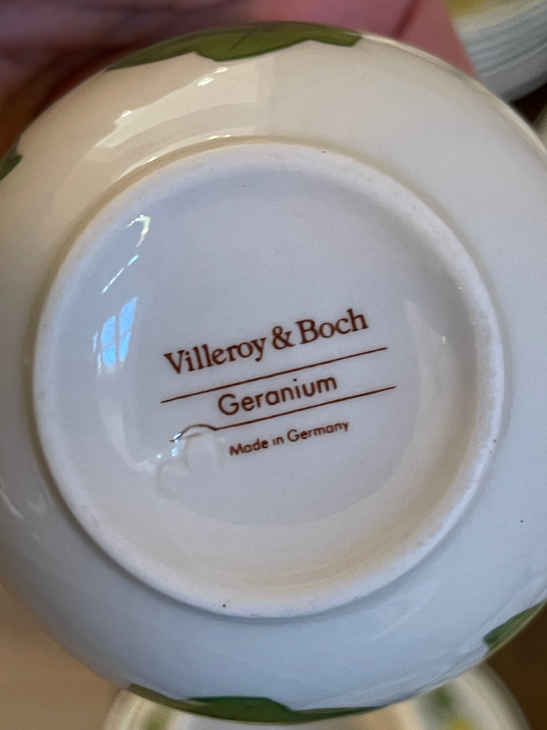 Villeroy & Boch
Geranium
Made in Germany